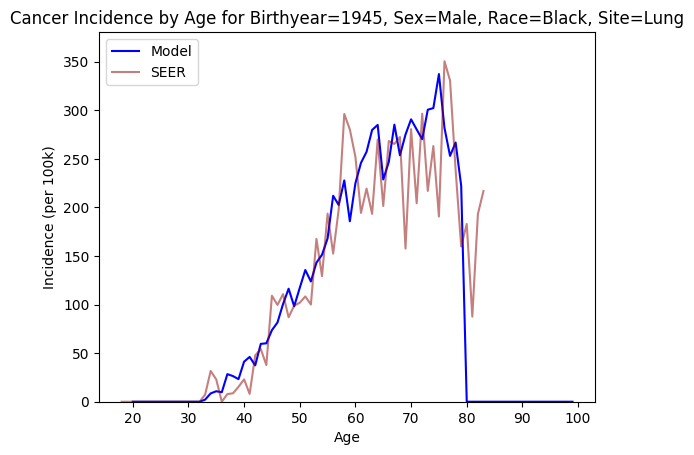 Cancer Incidence by Age for Birthyear=1945, Sex=Male, Race=Black, Site=Lung
Model
SEER
350
300
250
200
150
100
50
0
Incidence (per 100k)
20 30 40 50 60 70 80 90 100
Age